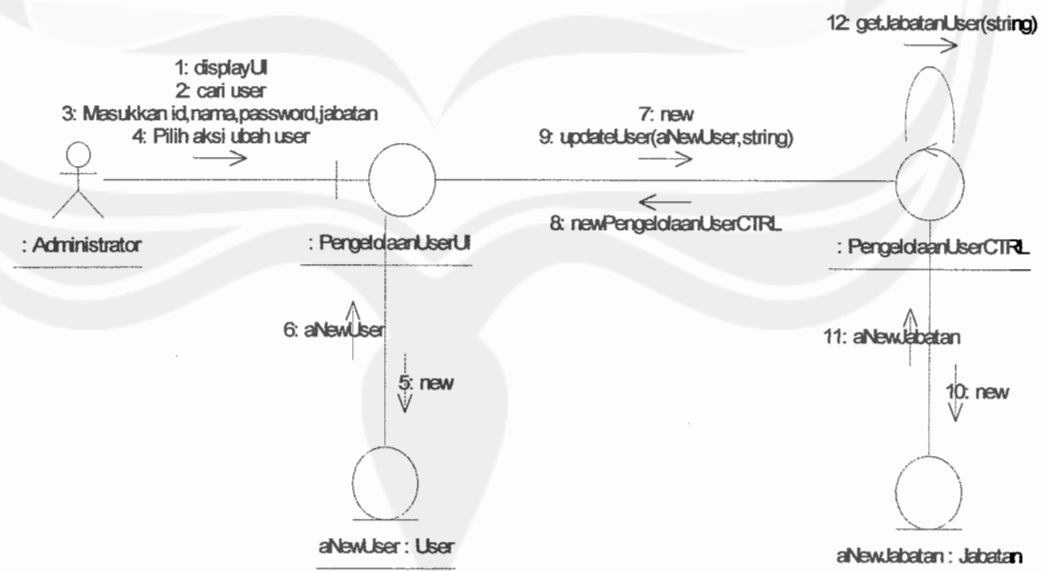 12: getJabatanUser(string)
1: displayUI
2: cari user
3: Masukkan id,nama,password,jabatan
4: Pilih aksi ubah user
7: new
9: updateUser(aNewUser,string)
8: newPengelolaanUserCTRL
: Administrator
: PengelolaanUserUI
: PengelolaanUserCTRL
6: aNewUser
5: new
11: aNewJabatan
10: new
aNewUser : User
aNewJabatan : Jabatan